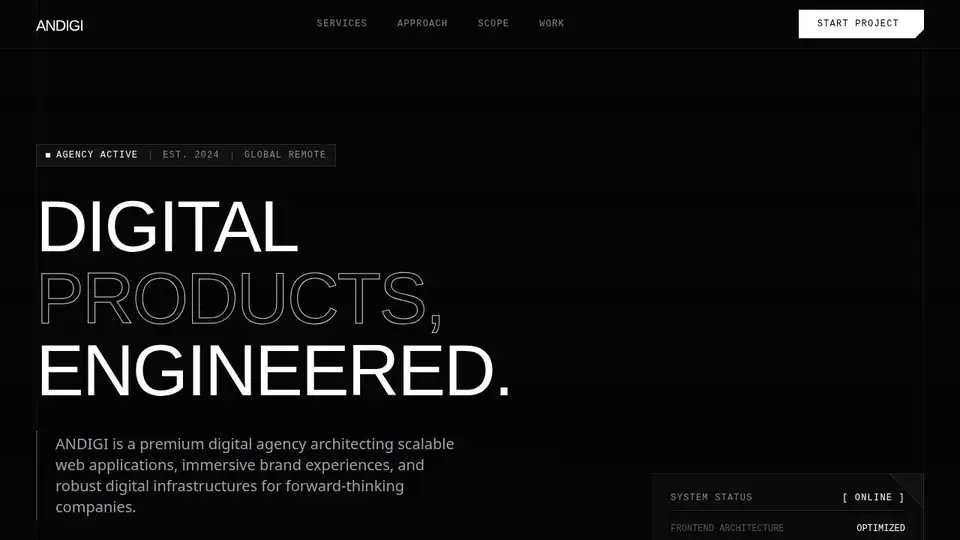 ANDIGI
SERVICES APPROACH SCOPE WORK
START PROJECT
AGENCY ACTIVE | EST. 2024 | GLOBAL REMOTE
DIGITAL
PRODUCTS,
ENGINEERED.
ANDIGI is a premium digital agency architecting scalable
web applications, immersive brand experiences, and
robust digital infrastructures for forward-thinking
companies.
SYSTEM STATUS [ ONLINE ]
FRONTEND ARCHITECTURE OPTIMIZED